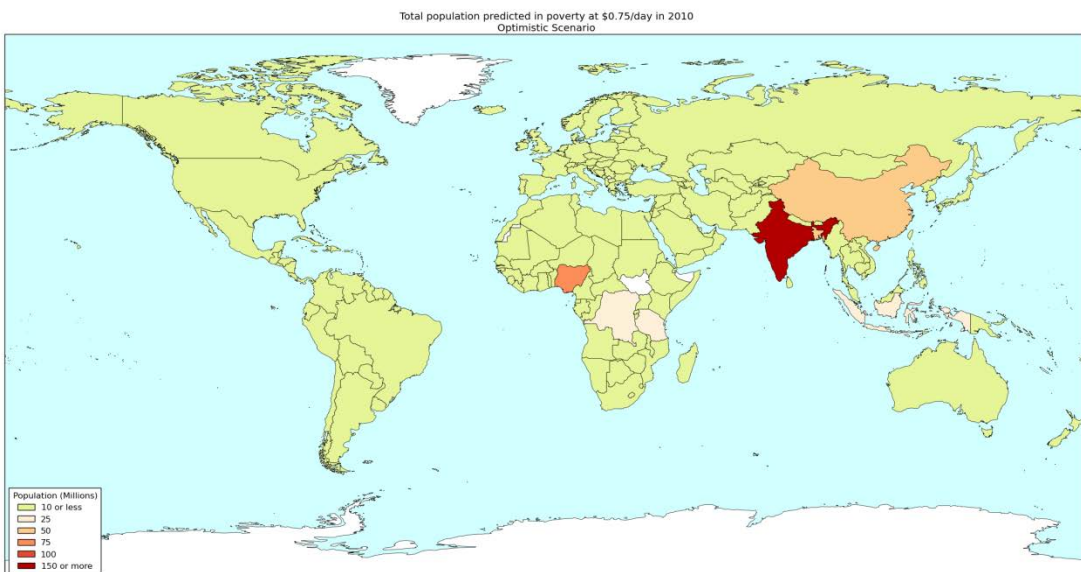 Total population predicted in poverty at $0.75/day in 2010
Optimistic Scenario
Population (Millions)
10 or less
25
50
75
100
150 or more